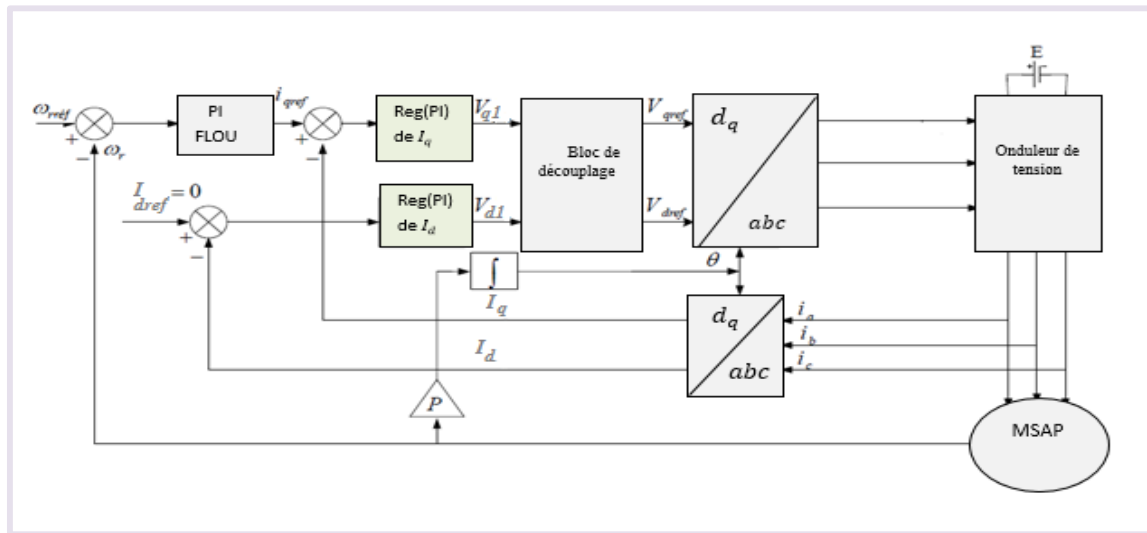 E
ω_rréf
+
−
ω_r
PI
FLOU
i_qref
+
−
Reg(PI)
de I_q
V_q1
Bloc de
découplage
V_qref
d_q
abc
Onduleur de
tension
I_dref = 0
+
−
Reg(PI)
de I_d
V_d1
V_dref
∫
θ
I_q
I_d
d_q
abc
i_a
i_b
i_c
P
MSAP